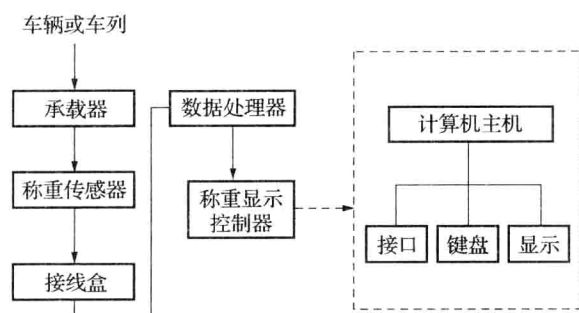 车辆或车列
承载器
称重传感器
接线盒
数据处理器
称重显示
控制器
计算机主机
接口
键盘
显示